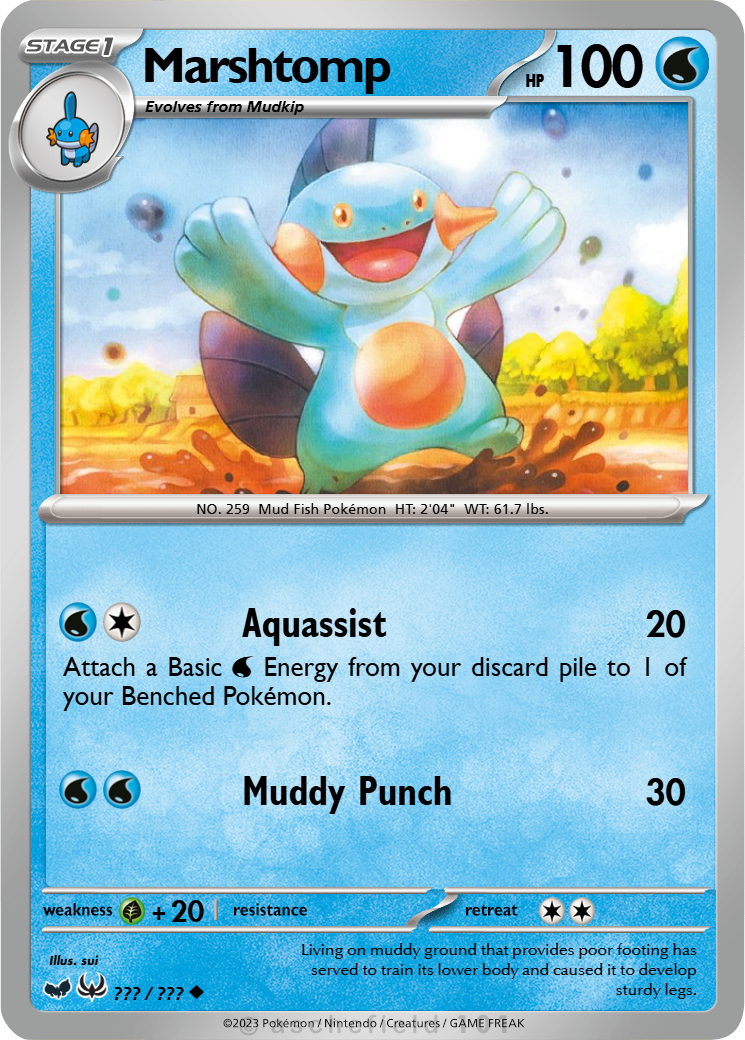 STAGE 1
Marshtomp
HP 100
Evolves from Mudkip
NO. 259 Mud Fish Pokémon HT: 2'04" WT: 61.7 lbs.
Aquassist 20
Attach a Basic Energy from your discard pile to 1 of
your Benched Pokémon.
Muddy Punch 30
weakness + 20 resistance retreat
Living on muddy ground that provides poor footing has
served to train its lower body and caused it to develop
sturdy legs.
Illus. sui
??? / ???
©2023 Pokémon / Nintendo / Creatures / GAME FREAK